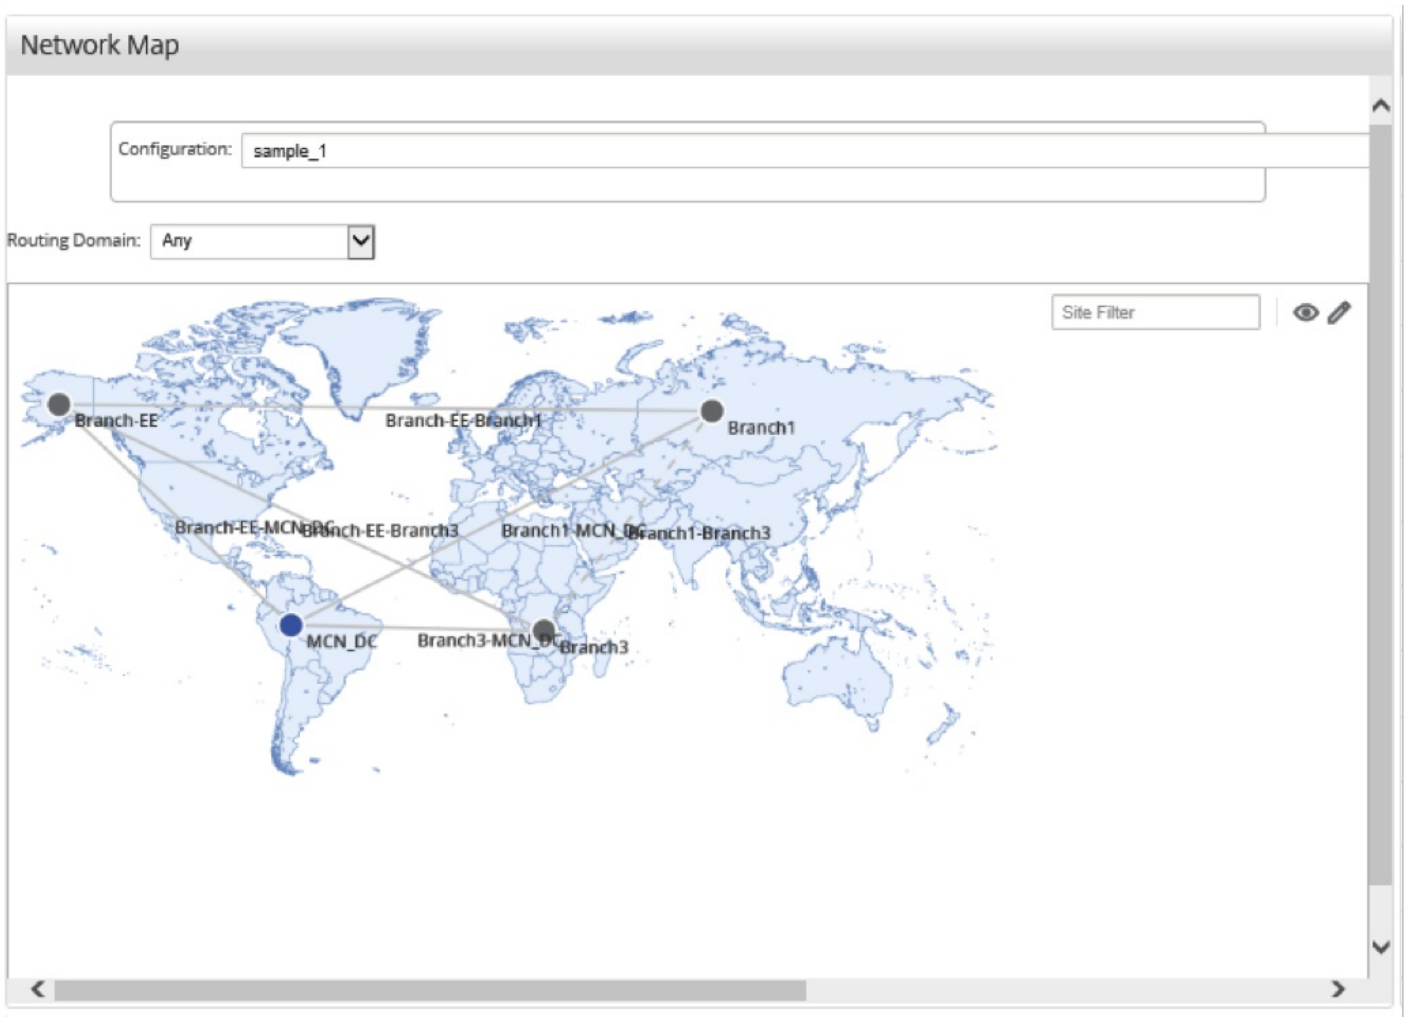 Network Map
Configuration: sample_1
Routing Domain: Any
Site Filter
Branch-EE
Branch-EE-Branch1
Branch1
Branch-EE-MCN_DC
Branch-EE-Branch3
Branch1-MCN_DC
Branch1-Branch3
MCN_DC
Branch3-MCN_DC
Branch3